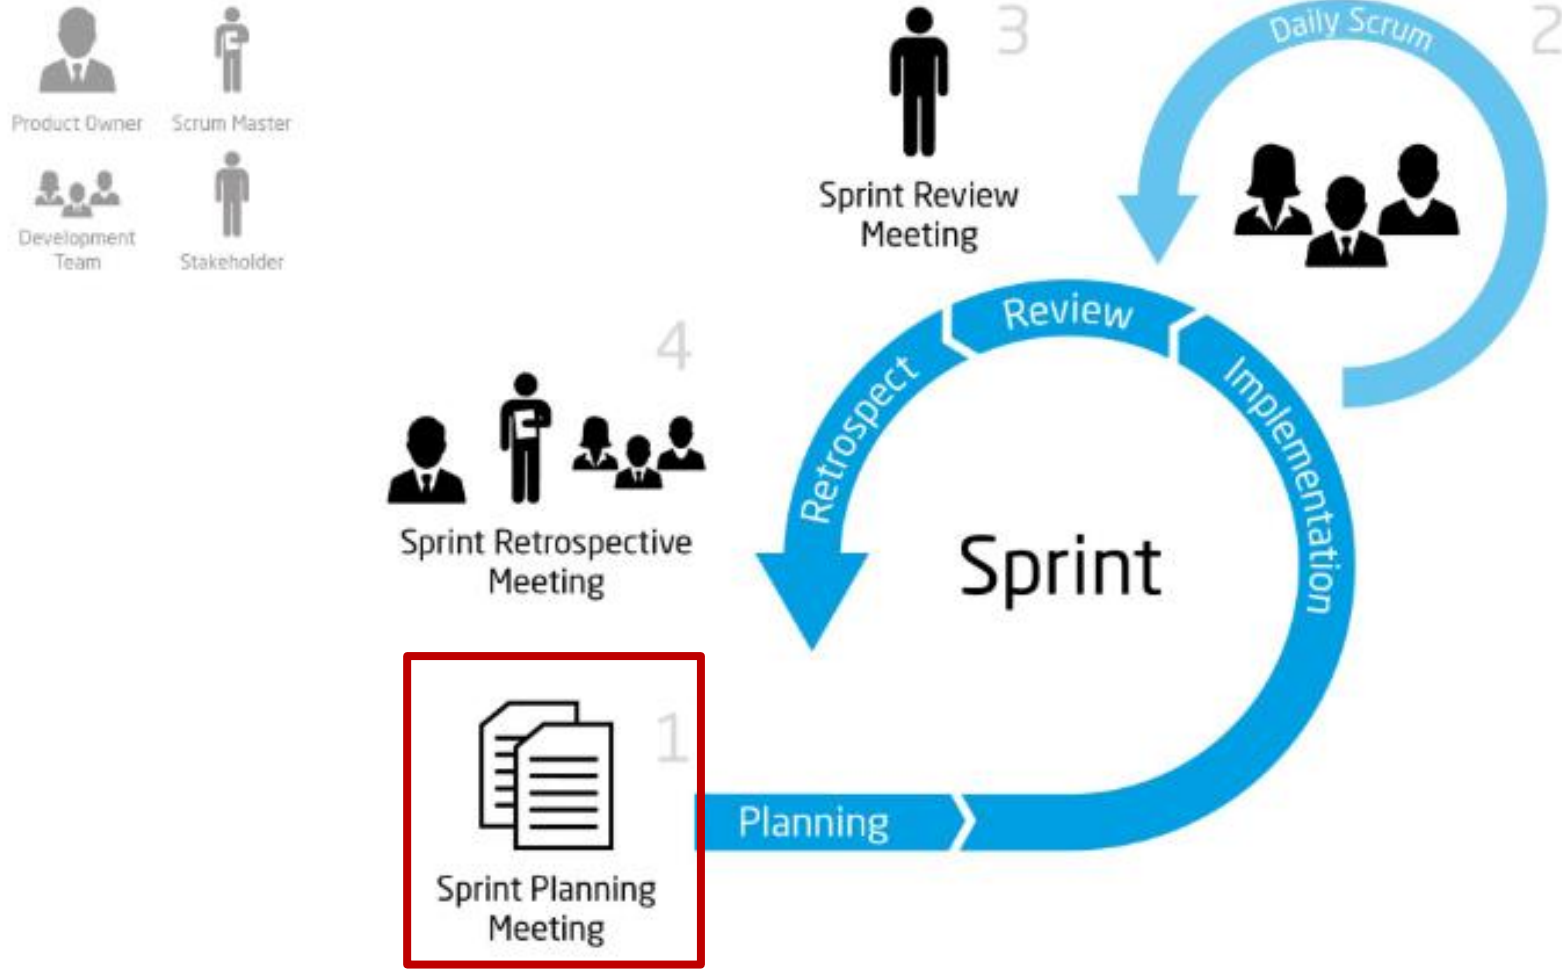 Product Owner
Scrum Master
Development
Team
Stakeholder
3
Sprint Review
Meeting
Daily Scrum
2
4
Sprint Retrospective
Meeting
Retrospect
Review
Implementation
Sprint
1
Sprint Planning
Meeting
Planning